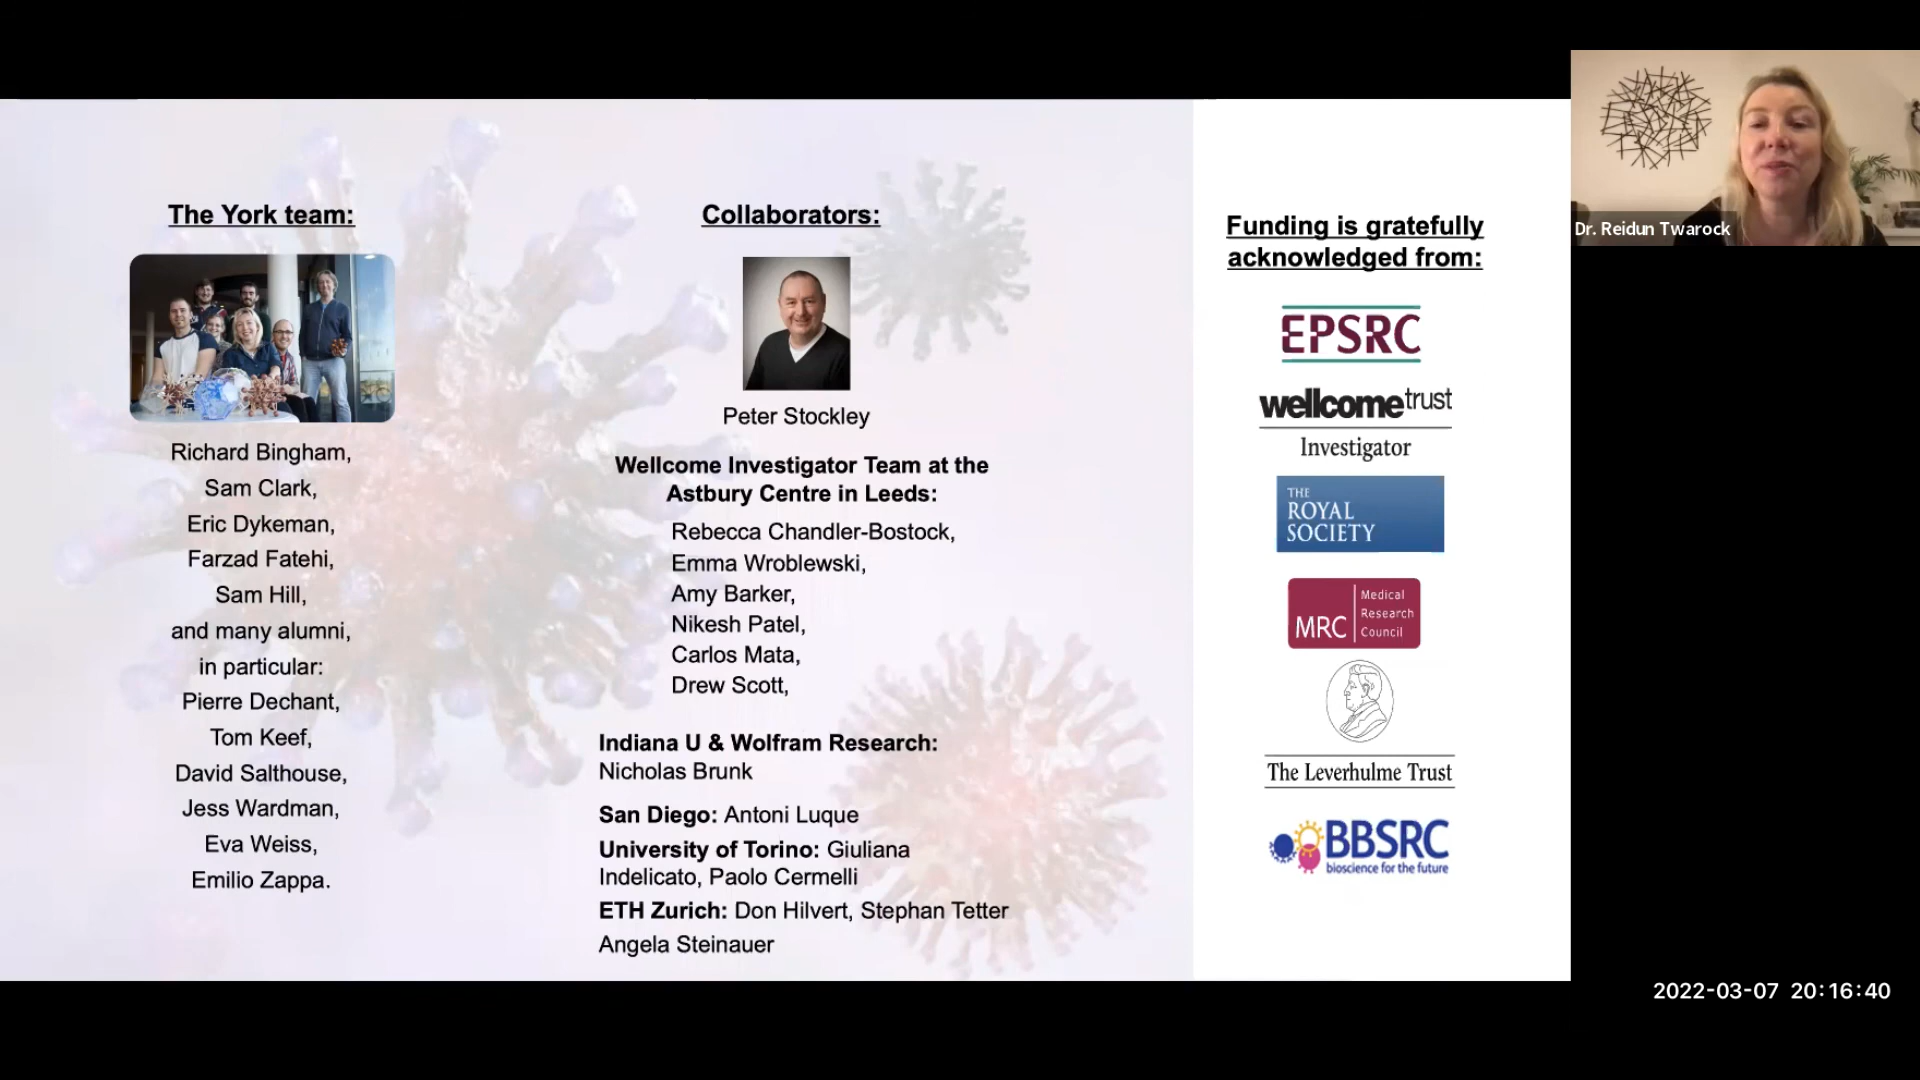 The York team:
Richard Bingham,
Sam Clark,
Eric Dykeman,
Farzad Fatehi,
Sam Hill,
and many alumni,
in particular:
Pierre Dechant,
Tom Keef,
David Salthouse,
Jess Wardman,
Eva Weiss,
Emilio Zappa.
Collaborators:
Peter Stockley
Wellcome Investigator Team at the
Astbury Centre in Leeds:
Rebecca Chandler-Bostock,
Emma Wroblewski,
Amy Barker,
Nikesh Patel,
Carlos Mata,
Drew Scott,
Indiana U & Wolfram Research:
Nicholas Brunk
San Diego: Antoni Luque
University of Torino: Giuliana
Indelicato, Paolo Cermelli
ETH Zurich: Don Hilvert, Stephan Tetter
Angela Steinauer
Funding is gratefully
acknowledged from:
EPSRC
wellcometrust
Investigator
THE
ROYAL
SOCIETY
MRC
Medical
Research
Council
The Leverhulme Trust
BBSRC
bioscience for the future
Dr. Reidun Twarock
2022-03-07 20:16:40